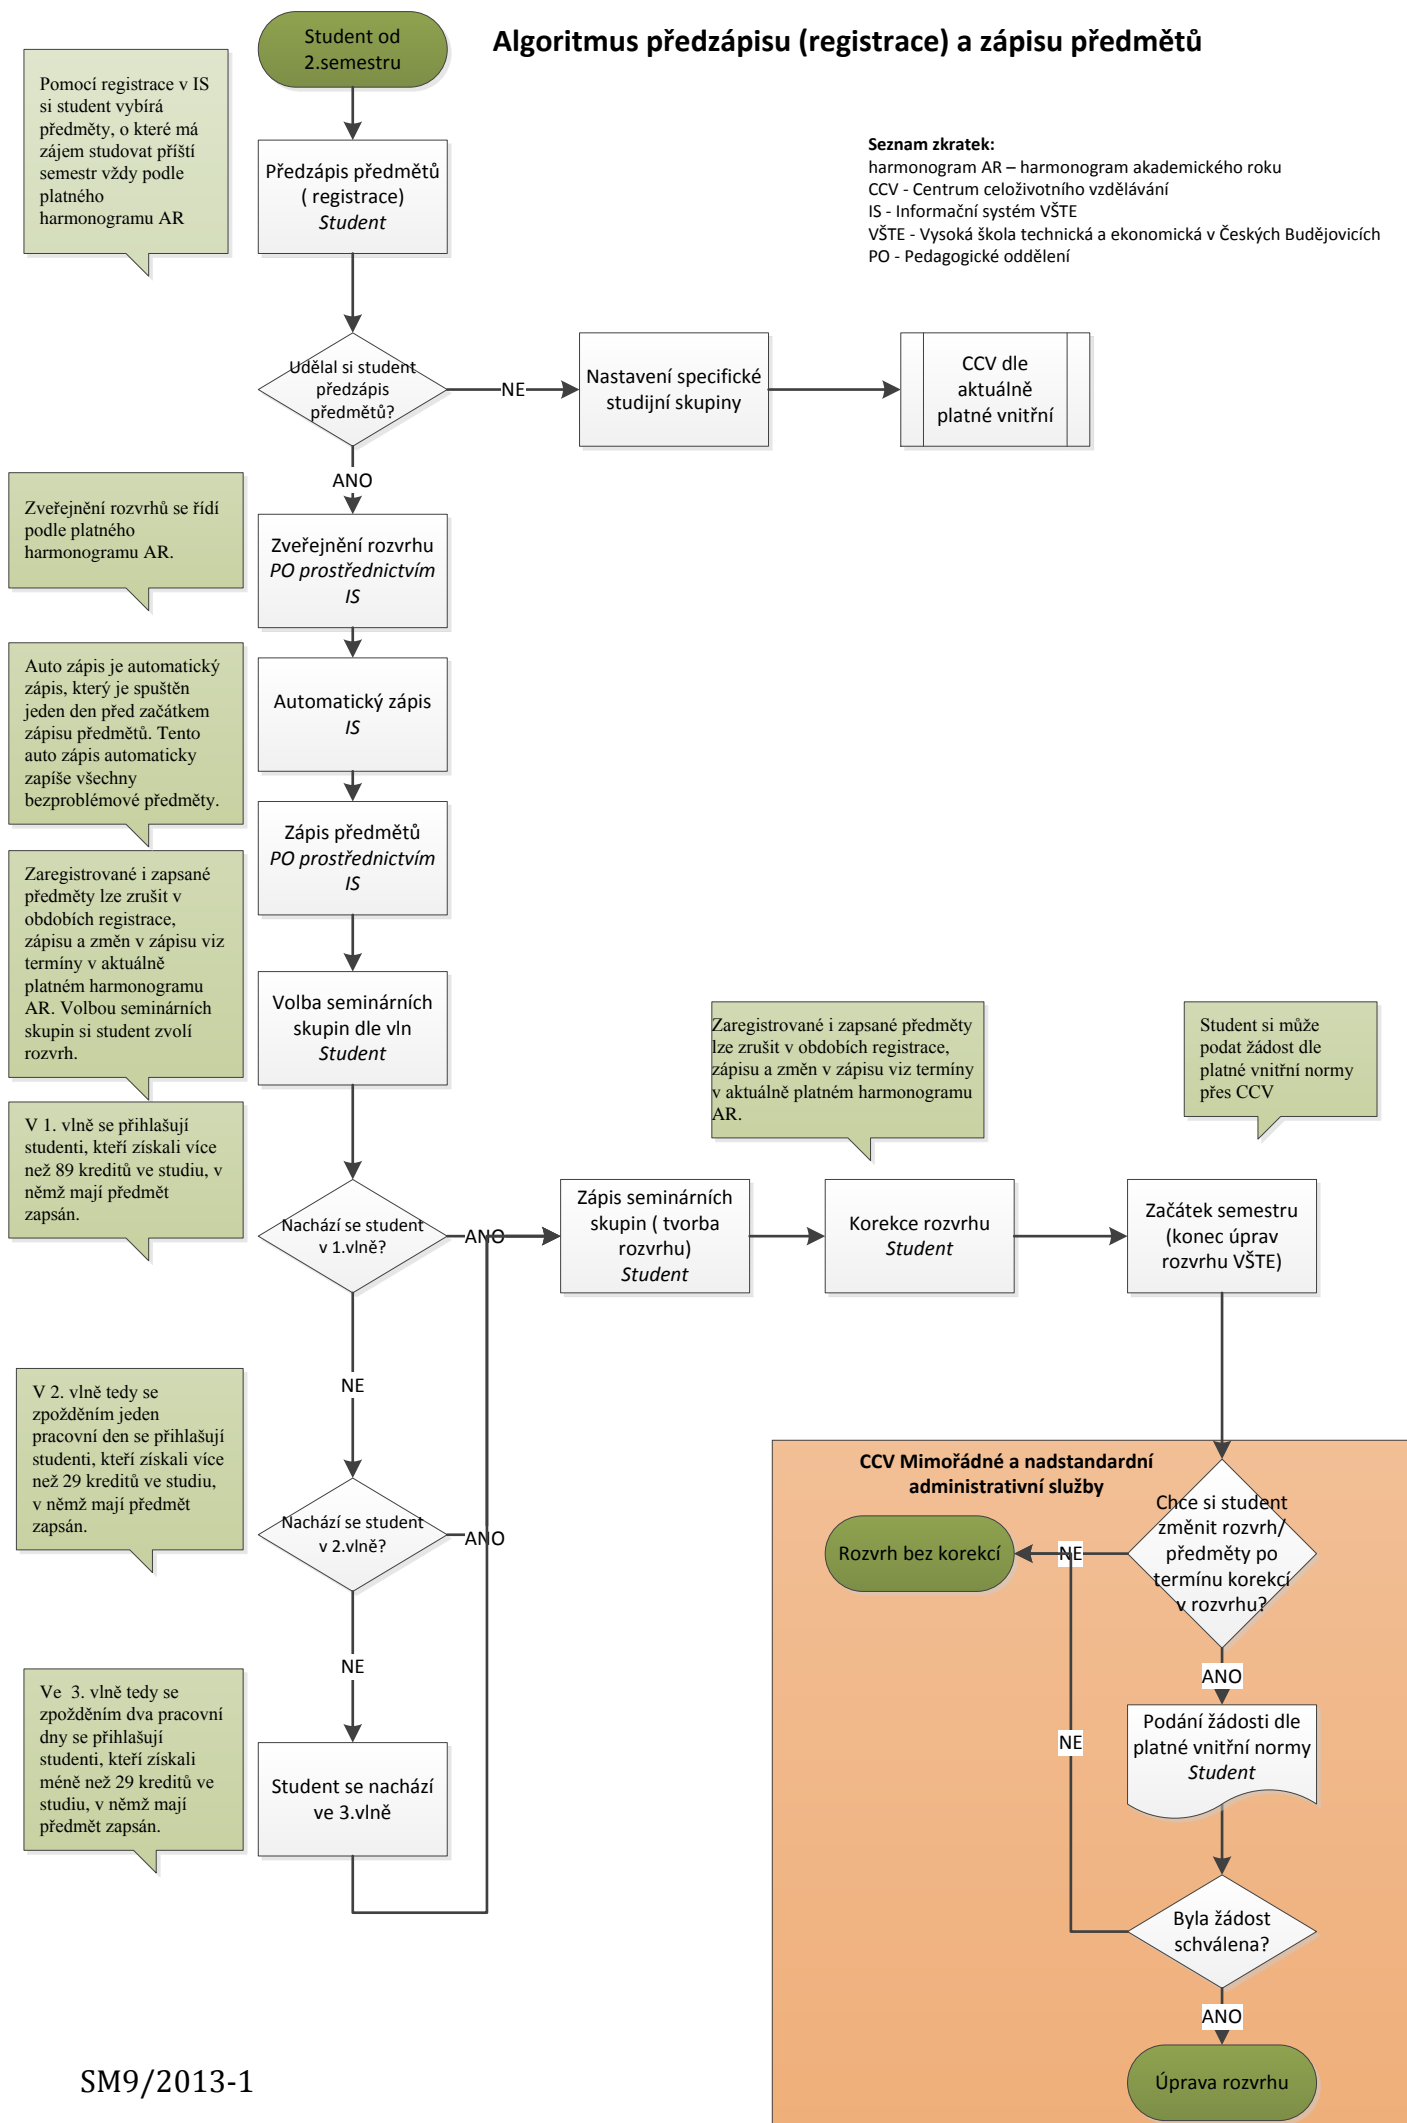 Algoritmus předzápisu (registrace) a zápisu předmětů
Student od
2.semestru
Pomocí registrace v IS
si student vybírá
předměty, o které má
zájem studovat příští
semestr vždy podle
platného
harmonogramu AR
Předzápis předmětů
( registrace)
Student
Seznam zkratek:
harmonogram AR – harmonogram akademického roku
CCV - Centrum celoživotního vzdělávání
IS - Informační systém VŠTE
VŠTE - Vysoká škola technická a ekonomická v Českých Budějovicích
PO - Pedagogické oddělení
Udělal si student
předzápis
předmětů?
NE
Nastavení specifické
studijní skupiny
CCV dle
aktuálně
platné vnitřní
ANO
Zveřejnění rozvrhů se řídí
podle platného
harmonogramu AR.
Zveřejnění rozvrhu
PO prostřednictvím
IS
Auto zápis je automatický
zápis, který je spuštěn
jeden den před začátkem
zápisu předmětů. Tento
auto zápis automaticky
zapíše všechny
bezproblémové předměty.
Automatický zápis
IS
Zápis předmětů
PO prostřednictvím
IS
Zaregistrované i zapsané
předměty lze zrušit v
obdobích registrace,
zápisu a změn v zápisu viz
termíny v aktuálně
platném harmonogramu
AR. Volbou seminárních
skupin si student zvolí
rozvrh.
Volba seminárních
skupin dle vln
Student
Zaregistrované i zapsané předměty
lze zrušit v obdobích registrace,
zápisu a změn v zápisu viz termíny
v aktuálně platném harmonogramu
AR.
Student si může
podat žádost dle
platné vnitřní normy
přes CCV
V 1. vlně se přihlašují
studenti, kteří získali více
než 89 kreditů ve studiu, v
němž mají předmět
zapsán.
Nachází se student
v 1.vlně?
ANO
Zápis seminárních
skupin ( tvorba
rozvrhu)
Student
Korekce rozvrhu
Student
Začátek semestru
(konec úprav
rozvrhu VŠTE)
NE
V 2. vlně tedy se
zpožděním jeden
pracovní den se přihlašují
studenti, kteří získali více
než 29 kreditů ve studiu,
v němž mají předmět
zapsán.
Nachází se student
v 2.vlně?
ANO
CCV Mimořádné a nadstandardní
administrativní služby
Chce si student
změnit rozvrh/
předměty po
termínu korekcí
v rozvrhu?
NE
Rozvrh bez korekcí
NE
ANO
Ve  3. vlně tedy se
zpožděním dva pracovní
dny se přihlašují
studenti, kteří získali
méně než 29 kreditů ve
studiu, v němž mají
předmět zapsán.
Student se nachází
ve 3.vlně
Podání žádosti dle
platné vnitřní normy
Student
NE
Byla žádost
schválena?
ANO
Úprava rozvrhu
SM9/2013-1